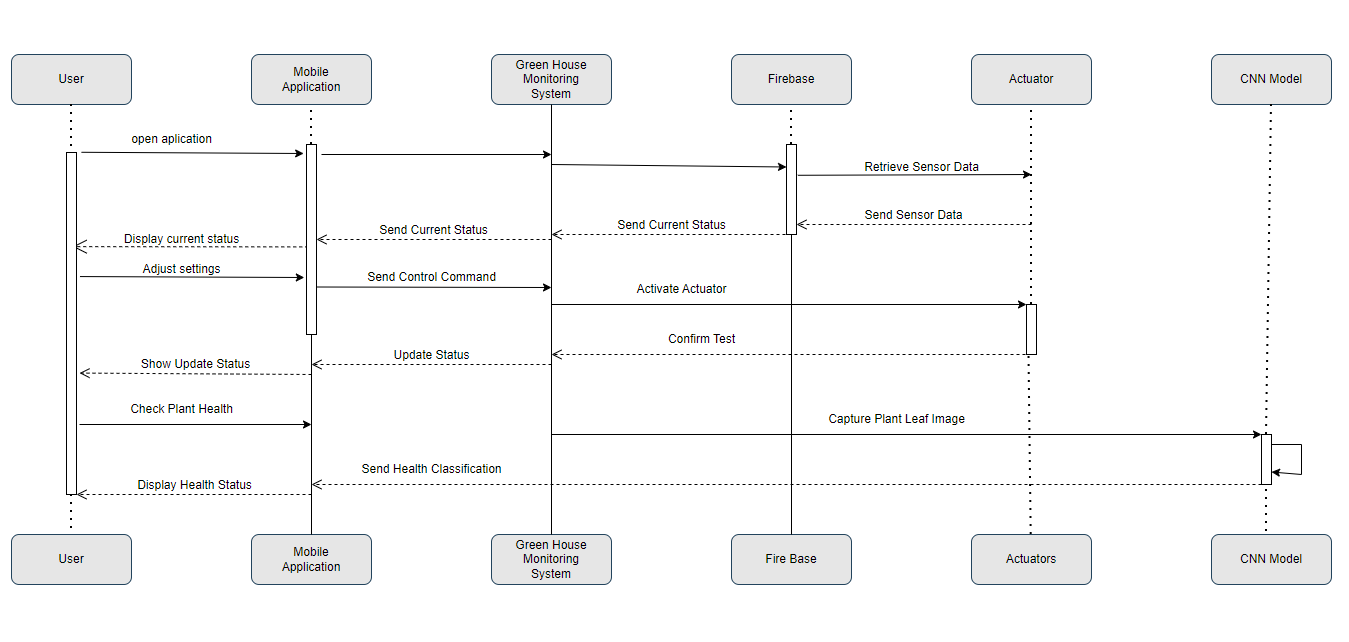 User
Mobile
Application
Green House
Monitoring
System
Firebase
Actuator
CNN Model
open aplication
Retrieve Sensor Data
Send Sensor Data
Send Current Status
Send Current Status
Display current status
Adjust settings
Send Control Command
Activate Actuator
Confirm Test
Update Status
Show Update Status
Check Plant Health
Capture Plant Leaf Image
Send Health Classification
Display Health Status
User
Mobile
Application
Green House
Monitoring
System
Fire Base
Actuators
CNN Model